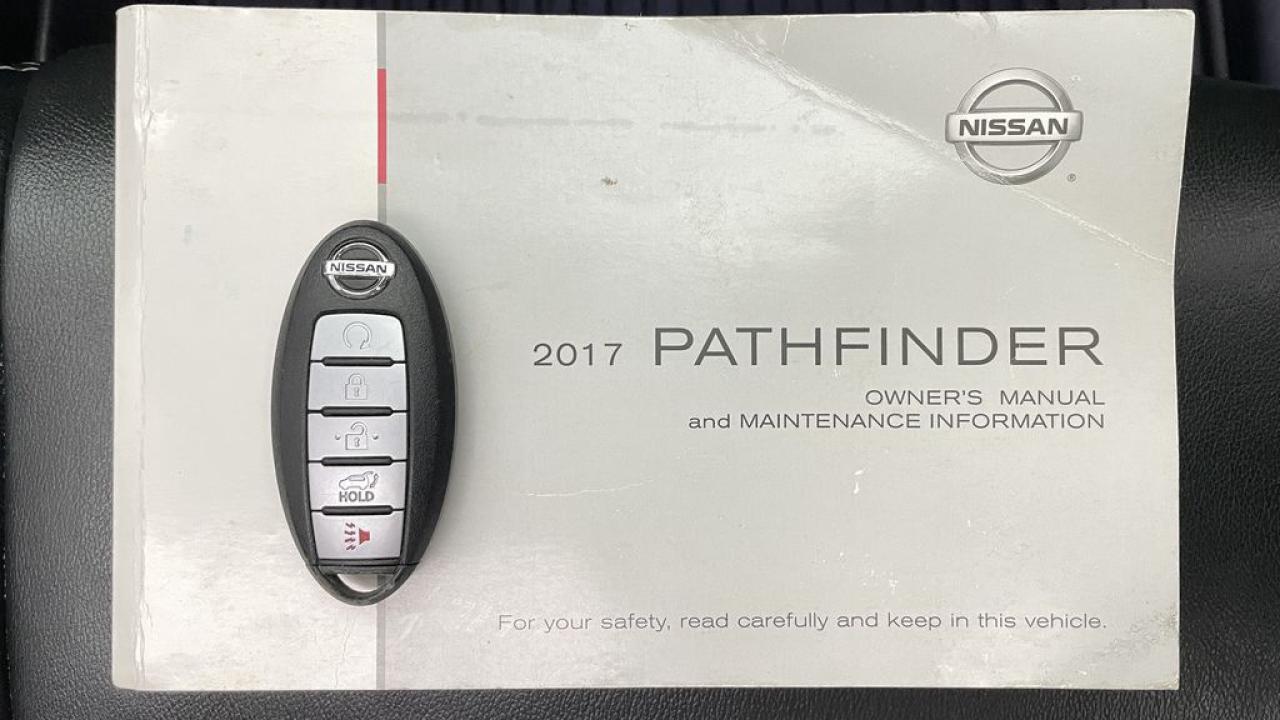 NISSAN
®
NISSAN
HOLD
2017 PATHFINDER
OWNER'S MANUAL
and MAINTENANCE INFORMATION
For your safety, read carefully and keep in this vehicle.